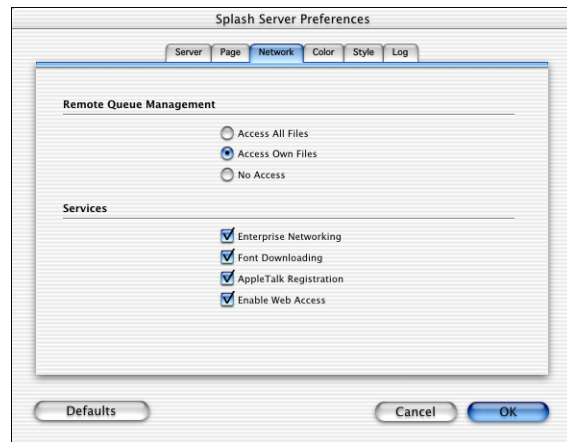 Splash Server Preferences
Server Page Network Color Style Log
Remote Queue Management
Access All Files
Access Own Files
No Access
Services
Enterprise Networking
Font Downloading
AppleTalk Registration
Enable Web Access
Defaults Cancel OK